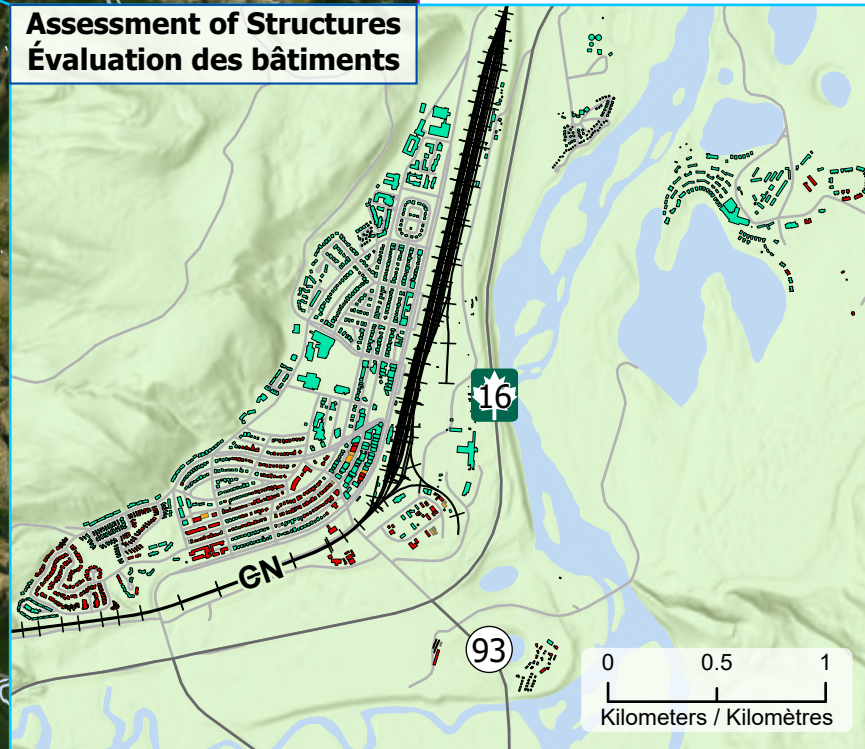 Assessment of Structures
Évaluation des bâtiments
16
CN
93
0 0.5 1
Kilometers / Kilomètres